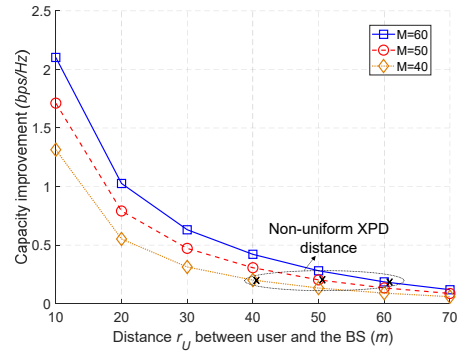 2.5
2
1.5
1
0.5
0
Capacity improvement (bps/Hz)
M=60
M=50
M=40
Non-uniform XPD
distance
x x x
10 20 30 40 50 60 70
Distance r_U between user and the BS (m)